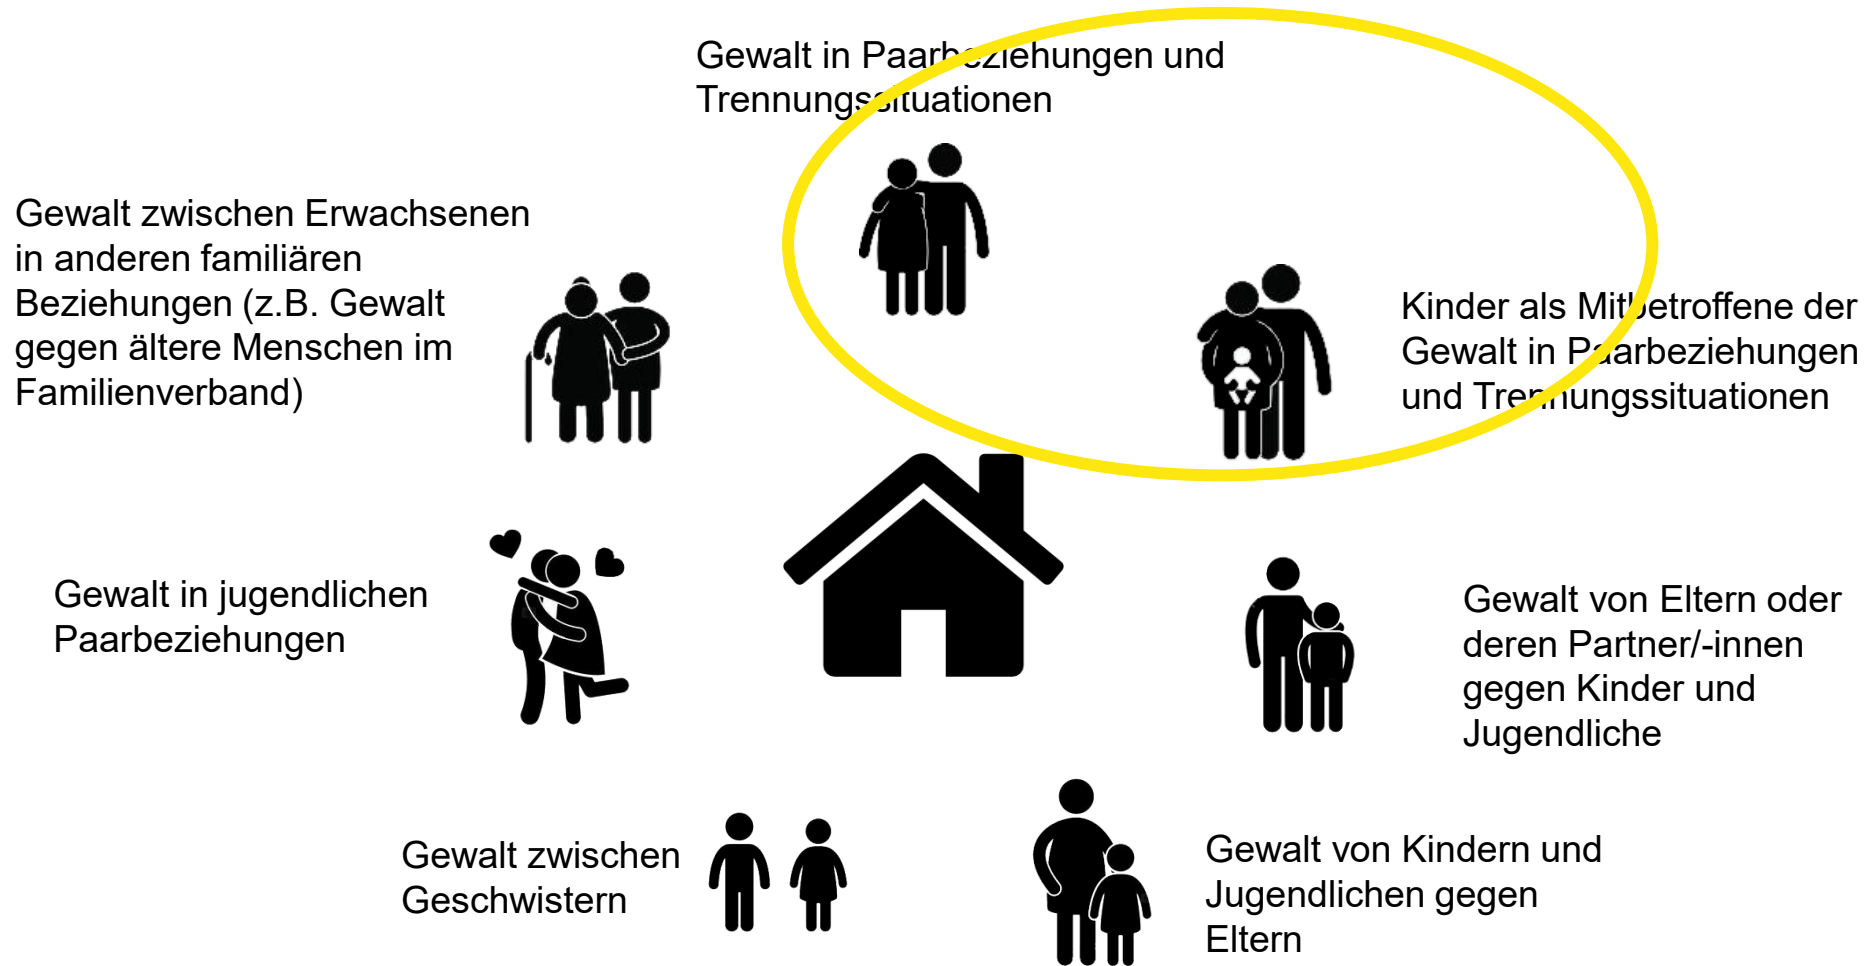 Gewalt in Paarbeziehungen und
Trennungssituationen
Gewalt zwischen Erwachsenen
in anderen familiären
Beziehungen (z.B. Gewalt
gegen ältere Menschen im
Familienverband)
Kinder als Mitbetroffene der
Gewalt in Paarbeziehungen
und Trennungssituationen
Gewalt in jugendlichen
Paarbeziehungen
Gewalt von Eltern oder
deren Partner/-innen
gegen Kinder und
Jugendliche
Gewalt zwischen
Geschwistern
Gewalt von Kindern und
Jugendlichen gegen
Eltern